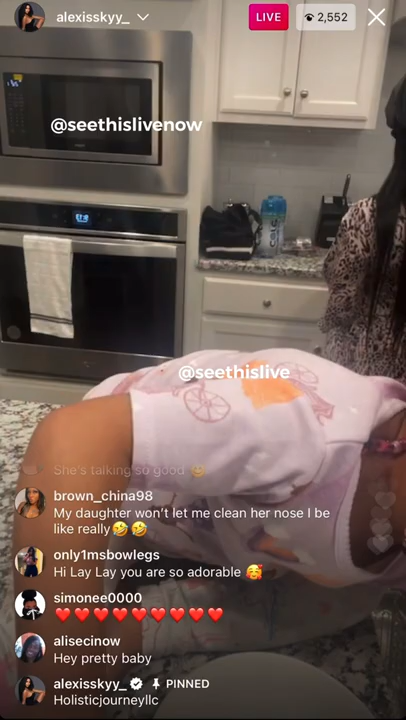 alexisskyy_
LIVE
2,552
@seethislivenow
@seethislive
She's talking so good 😊
brown_china98
My daughter won't let me clean her nose I be
like really🤣🤣
only1msbowlegs
Hi Lay Lay you are so adorable 🥰
simonee0000
❤️❤️❤️❤️❤️❤️❤️❤️❤️
alisecinow
Hey pretty baby
alexisskyy_ PINNED
Holisticjourneyllc